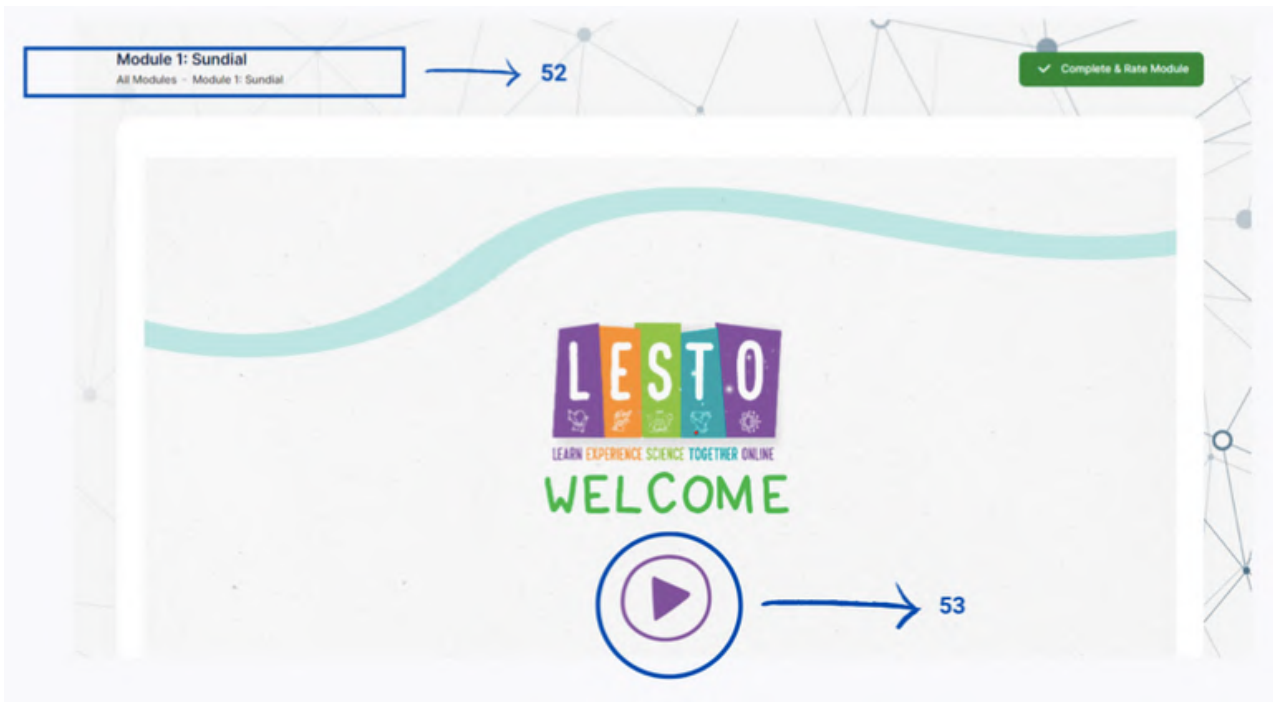 Module 1: Sundial
All Modules - Module 1: Sundial
52
Complete & Rate Module
LESTO
LEARN EXPERIENCE SCIENCE TOGETHER ONLINE
WELCOME
53